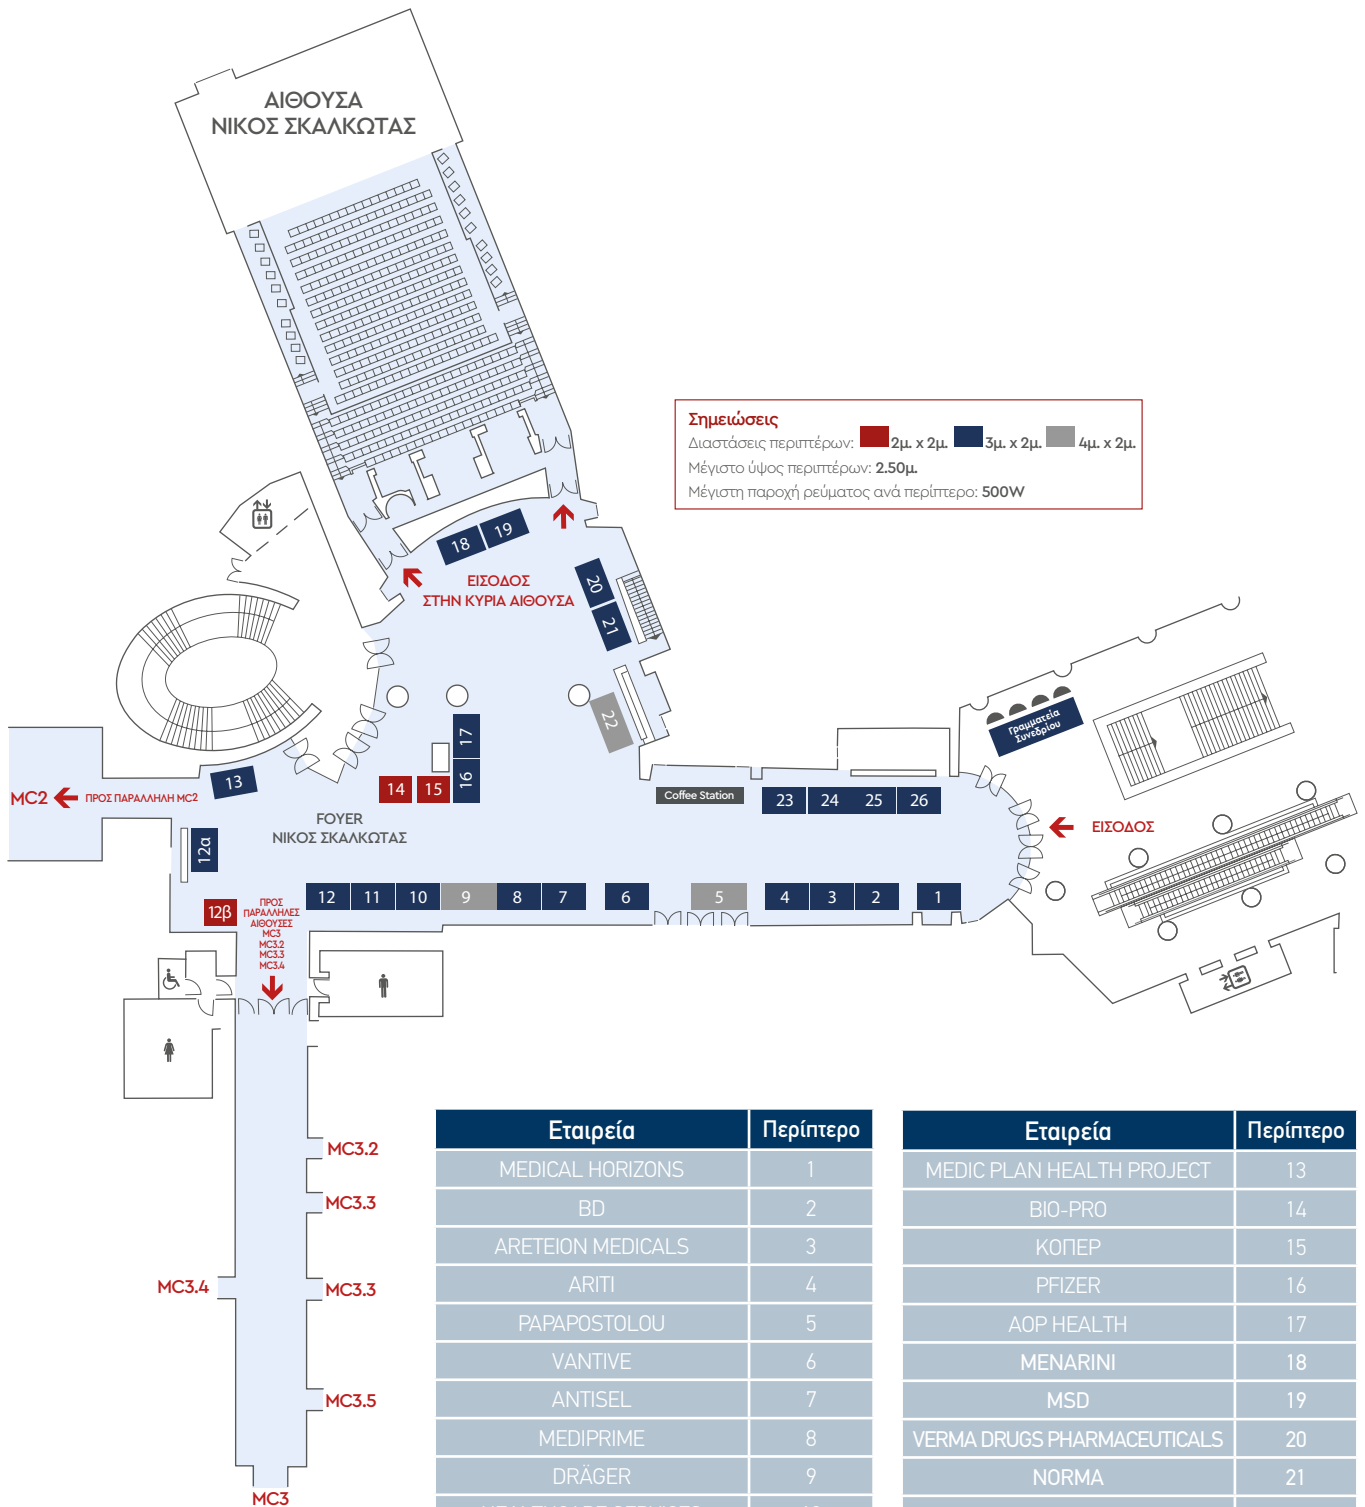 ΑΙΘΟΥΣΑ
ΝΙΚΟΣ ΣΚΑΛΚΩΤΑΣ
Σημειώσεις
Διαστάσεις περιπτέρων: 2μ. x 2μ. 3μ. x 2μ. 4μ. x 2μ.
Μέγιστο ύψος περιπτέρων: 2.50μ.
Μέγιστη παροχή ρεύματος ανά περίπτερο: 500W
18
19
ΕΙΣΟΔΟΣ
ΣΤΗΝ ΚΥΡΙΑ ΑΙΘΟΥΣΑ
20
21
22
Γραμματεία
Συνεδρίου
17
16
13
14
15
MC2
ΠΡΟΣ ΠΑΡΑΛΛΗΛΗ MC2
FOYER
ΝΙΚΟΣ ΣΚΑΛΚΩΤΑΣ
Coffee Station
23
24
25
26
ΕΙΣΟΔΟΣ
12α
12β
ΠΡΟΣ
ΠΑΡΑΛΛΗΛΕΣ
ΑΙΘΟΥΣΕΣ
MC3
MC3.2
MC3.3
MC3.4
12
11
10
9
8
7
6
5
4
3
2
1
MC3.2
MC3.3
MC3.4
MC3.3
MC3.5
MC3
Εταιρεία Περίπτερο
MEDICAL HORIZONS 1
BD 2
ARETEION MEDICALS 3
ARITI 4
PAPAPOSTOLOU 5
VANTIVE 6
ANTISEL 7
MEDIPRIME 8
DRÄGER 9
Εταιρεία Περίπτερο
MEDIC PLAN HEALTH PROJECT 13
BIO-PRO 14
ΚΟΠΕΡ 15
PFIZER 16
AOP HEALTH 17
MENARINI 18
MSD 19
VERMA DRUGS PHARMACEUTICALS 20
NORMA 21